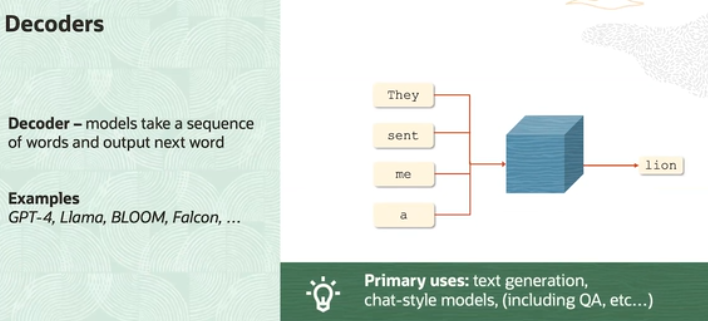 Decoders
Decoder – models take a sequence
of words and output next word
Examples
GPT-4, Llama, BLOOM, Falcon, ...
They
sent
me
a
lion
Primary uses: text generation,
chat-style models, (including QA, etc...)